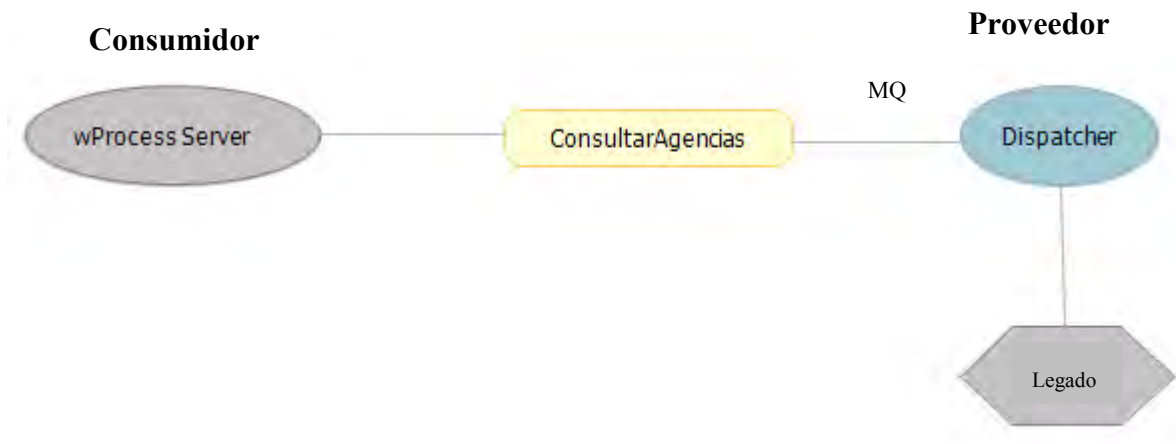 Consumidor
Proveedor
MQ
wProcess Server
ConsultarAgencias
Dispatcher
Legado